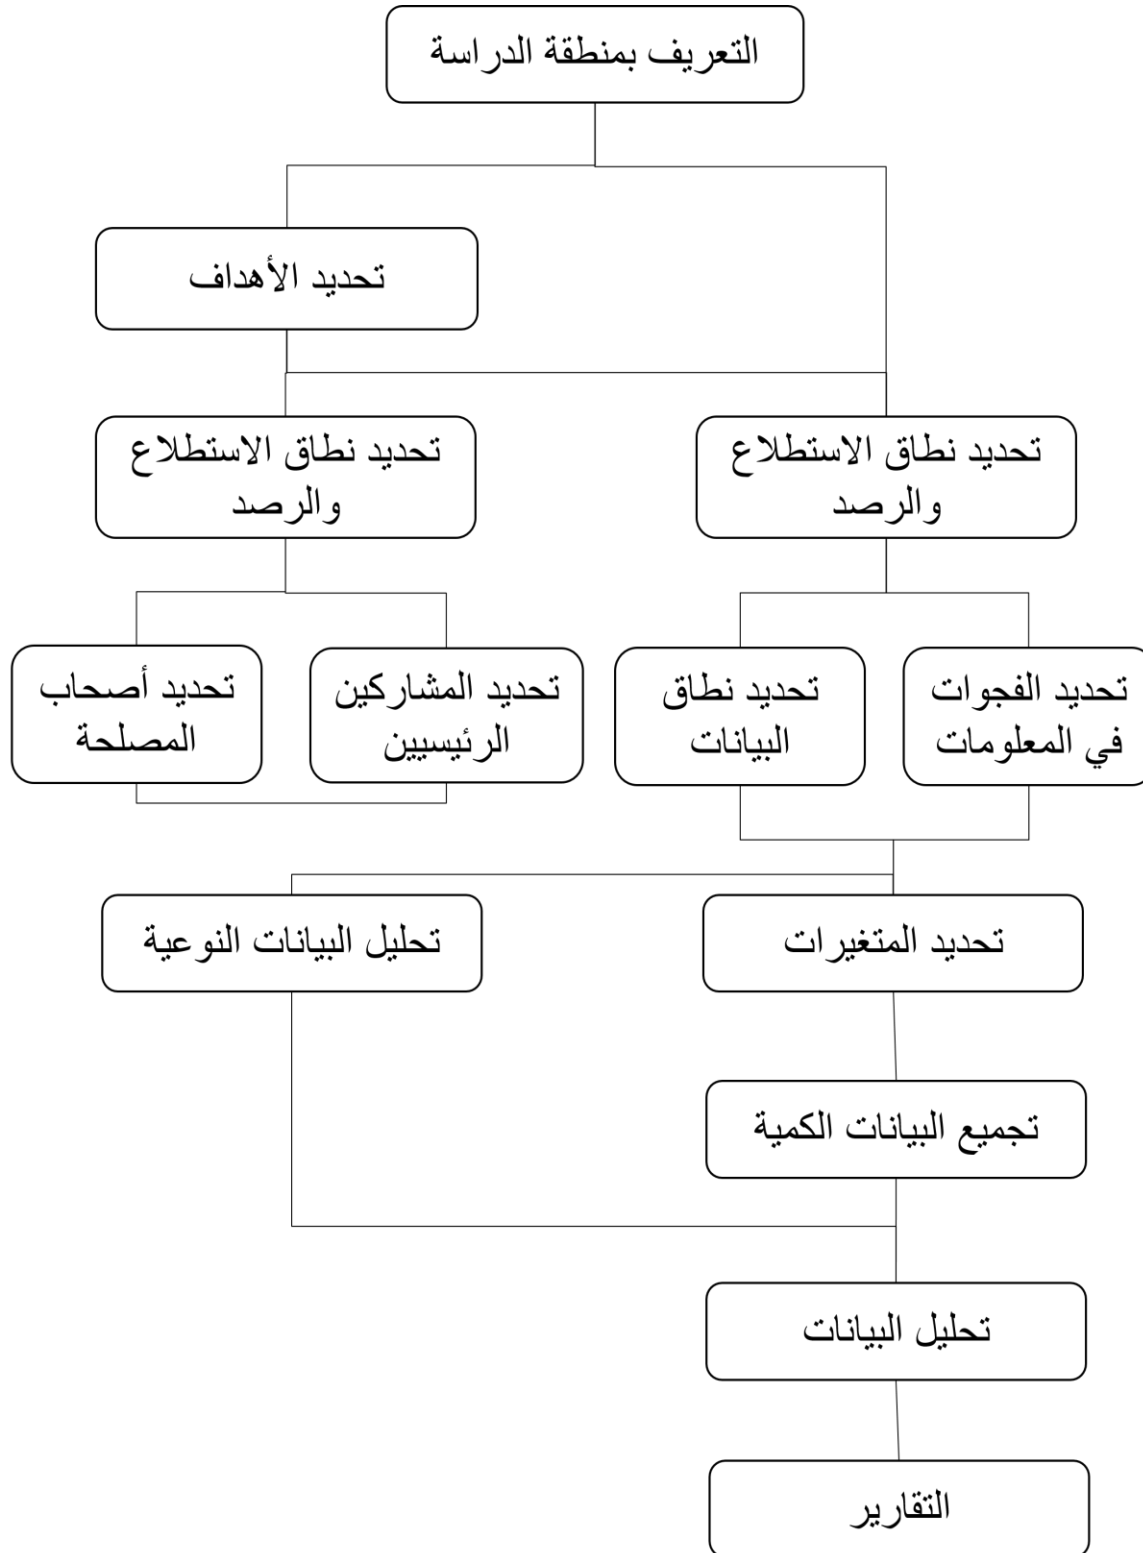 التعريف بمنطقة الدراسة
تحديد الأهداف
تحديد نطاق الاستطلاع
والرصد
تحديد نطاق الاستطلاع
والرصد
تحديد الفجوات
في المعلومات
تحديد نطاق
البيانات
تحديد المشاركين
الرئيسيين
تحديد أصحاب
المصلحة
تحديد المتغيرات
تحليل البيانات النوعية
تجميع البيانات الكمية
تحليل البيانات
التقارير